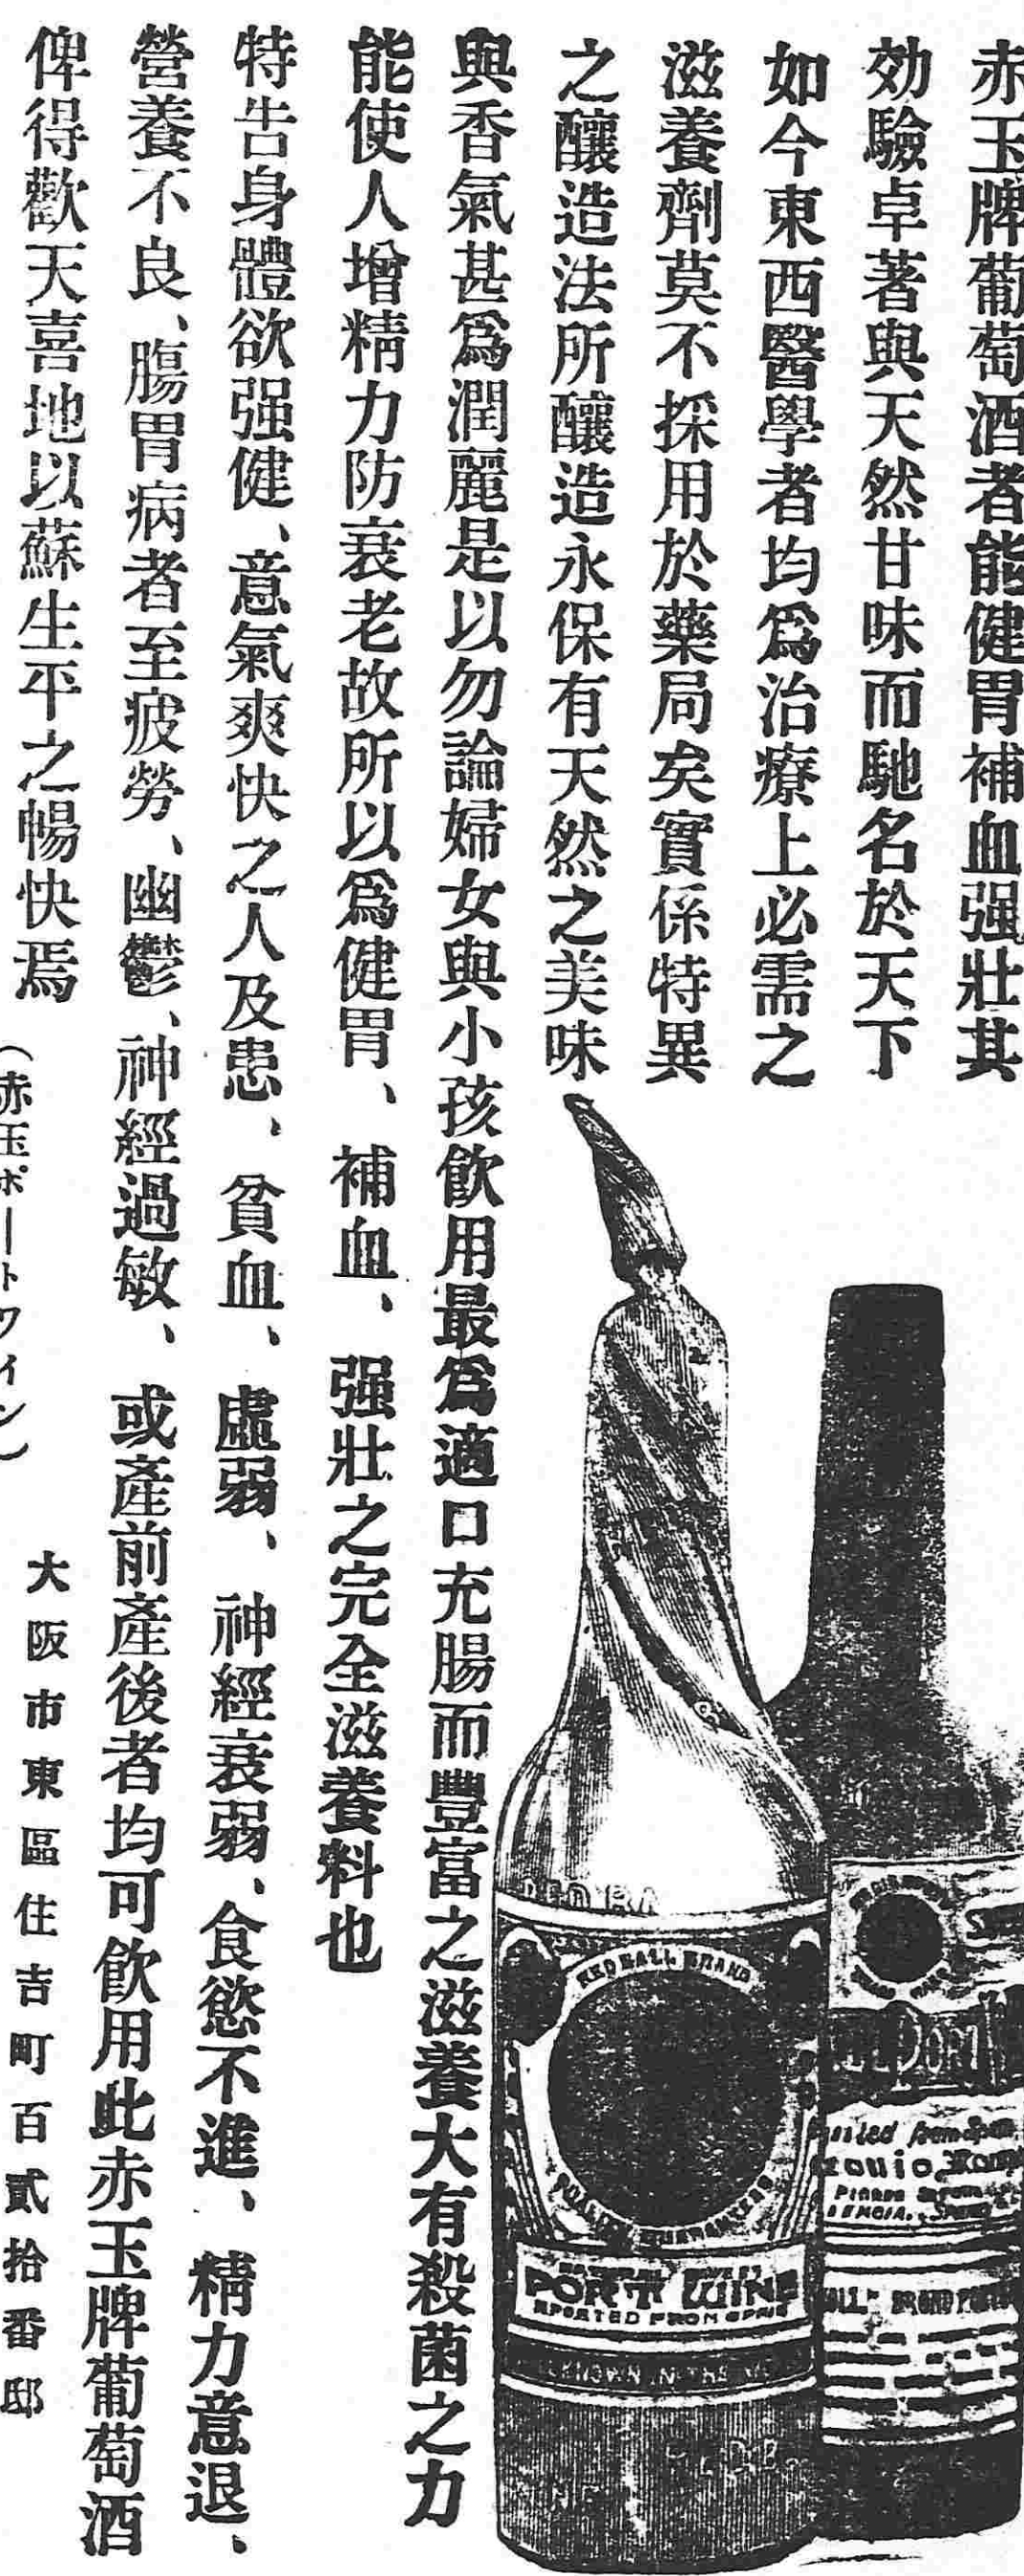 赤玉牌葡萄酒者能健胃補血强壯其
効驗卓著與天然甘味而馳名於天下
如今東西醫學者均爲治療上必需之
滋養劑莫不採用於藥局矣實係特異
之釀造法所釀造永保有天然之美味
與香氣甚爲潤麗是以勿論婦女與小孩飲用最爲適口充腸而豐富之滋養大有殺菌之力
能使人增精力防衰老故所以爲健胃、補血、强壯之完全滋養料也
特告身體欲强健、意氣爽快之人及患、貧血、虛弱、神經衰弱、食慾不進、精力意退、
營養不良、腸胃病者至疲勞、幽鬱、神經過敏、或產前產後者均可飲用此赤玉牌葡萄酒
俾得歡天喜地以蘇生平之暢快焉
(赤玉ポートワイン)
大阪市東區住吉町百貳拾番邸
RED BALL BRAND
PORT WINE